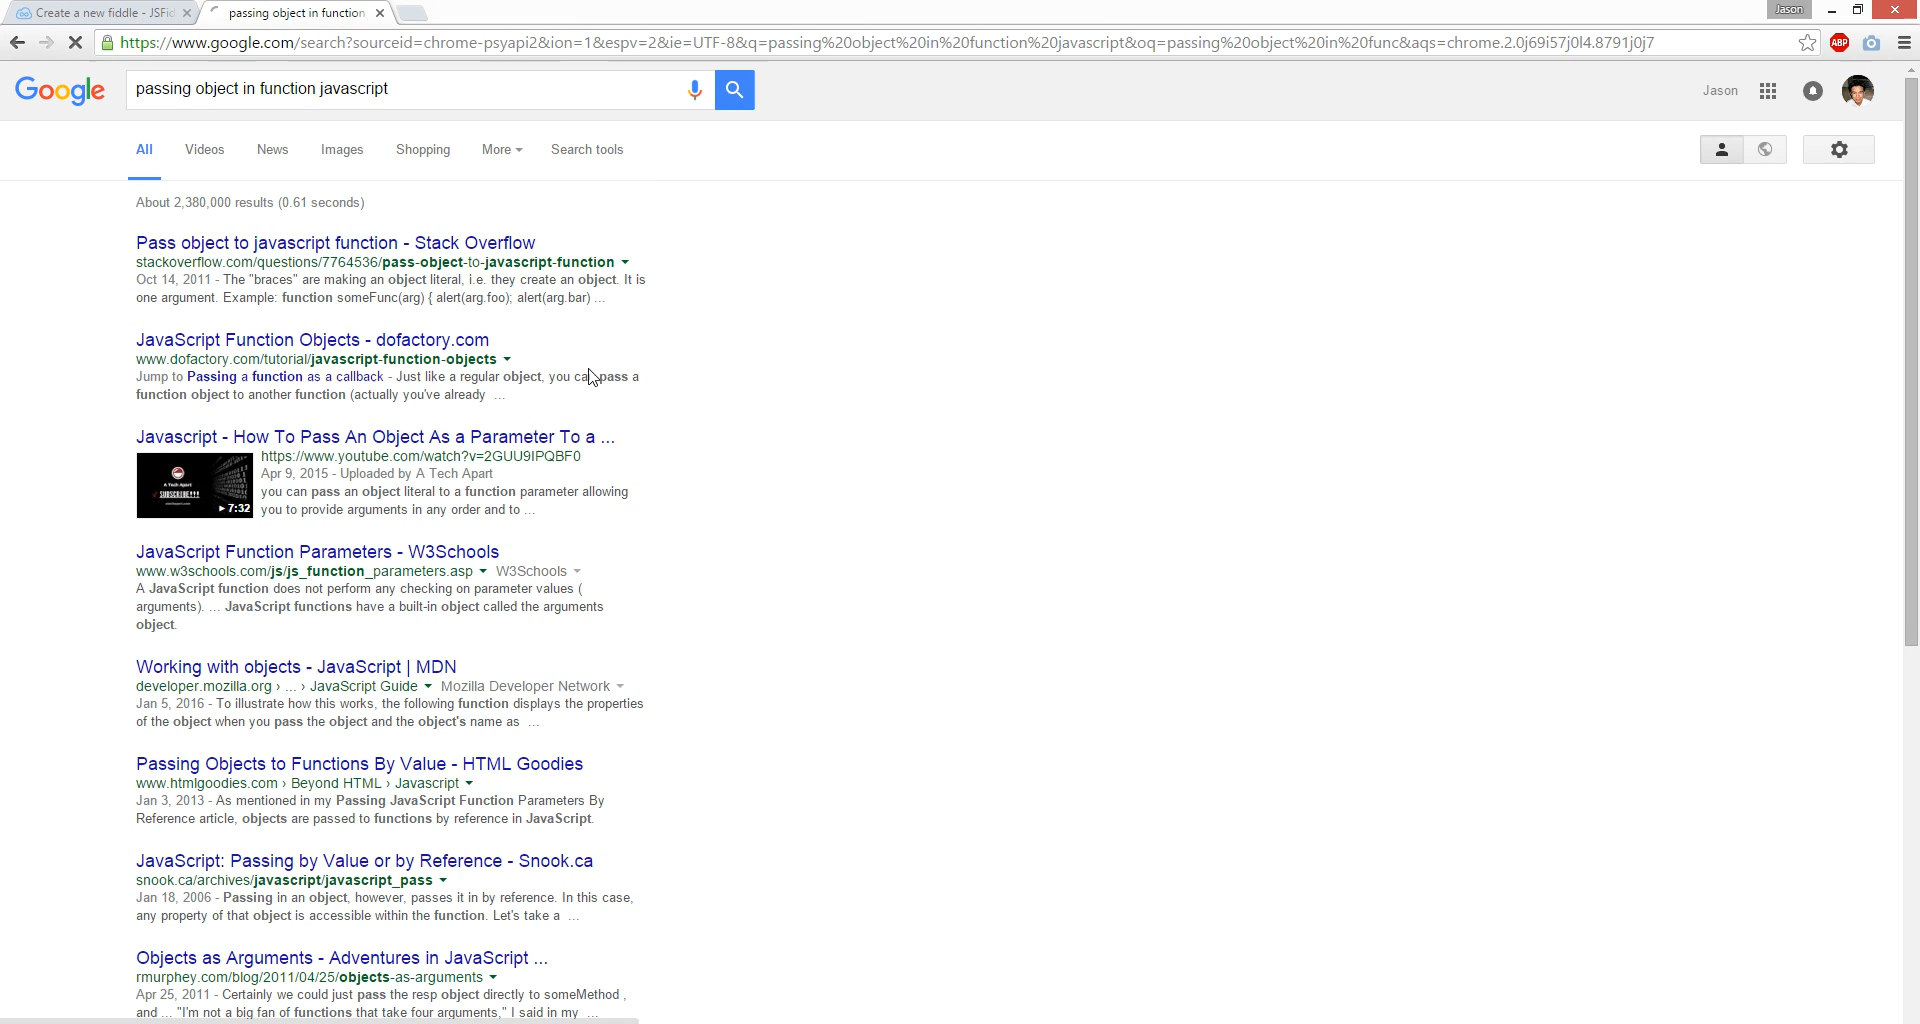 Create a new fiddle - JSFid
passing object in function
Jason
https://www.google.com/search?sourceid=chrome-psyapi2&ion=1&espv=2&ie=UTF-8&q=passing%20object%20in%20function%20javascript&oq=passing%20object%20in%20func&aqs=chrome.2.0j69i57j0l4.8791j0j7
ABP
Google
passing object in function javascript
Jason
All Videos News Images Shopping More Search tools
About 2,380,000 results (0.61 seconds)
Pass object to javascript function - Stack Overflow
stackoverflow.com/questions/7764536/pass-object-to-javascript-function
Oct 14, 2011 - The "braces" are making an object literal, i.e. they create an object. It is
one argument. Example: function someFunc(arg) { alert(arg.foo); alert(arg.bar) ...
JavaScript Function Objects - dofactory.com
www.dofactory.com/tutorial/javascript-function-objects
Jump to Passing a function as a callback - Just like a regular object, you can pass a
function object to another function (actually you've already ...
Javascript - How To Pass An Object As a Parameter To a ...
https://www.youtube.com/watch?v=2GUU9IPQBF0
Apr 9, 2015 - Uploaded by A Tech Apart
you can pass an object literal to a function parameter allowing
you to provide arguments in any order and to ...
A Tech Apart
SUBSCRIBE!!!
7:32
JavaScript Function Parameters - W3Schools
www.w3schools.com/js/js_function_parameters.asp W3Schools
A JavaScript function does not perform any checking on parameter values (
arguments). ... JavaScript functions have a built-in object called the arguments
object.
Working with objects - JavaScript | MDN
developer.mozilla.org › ... › JavaScript Guide Mozilla Developer Network
Jan 5, 2016 - To illustrate how this works, the following function displays the properties
of the object when you pass the object and the object's name as ...
Passing Objects to Functions By Value - HTML Goodies
www.htmlgoodies.com › Beyond HTML › Javascript
Jan 3, 2013 - As mentioned in my Passing JavaScript Function Parameters By
Reference article, objects are passed to functions by reference in JavaScript.
JavaScript: Passing by Value or by Reference - Snook.ca
snook.ca/archives/javascript/javascript_pass
Jan 18, 2006 - Passing in an object, however, passes it in by reference. In this case,
any property of that object is accessible within the function. Let's take a ...
Objects as Arguments - Adventures in JavaScript ...
rmurphey.com/blog/2011/04/25/objects-as-arguments
Apr 25, 2011 - Certainly we could just pass the resp object directly to someMethod ,
and ... "I'm not a big fan of functions that take four arguments," I said in my ...